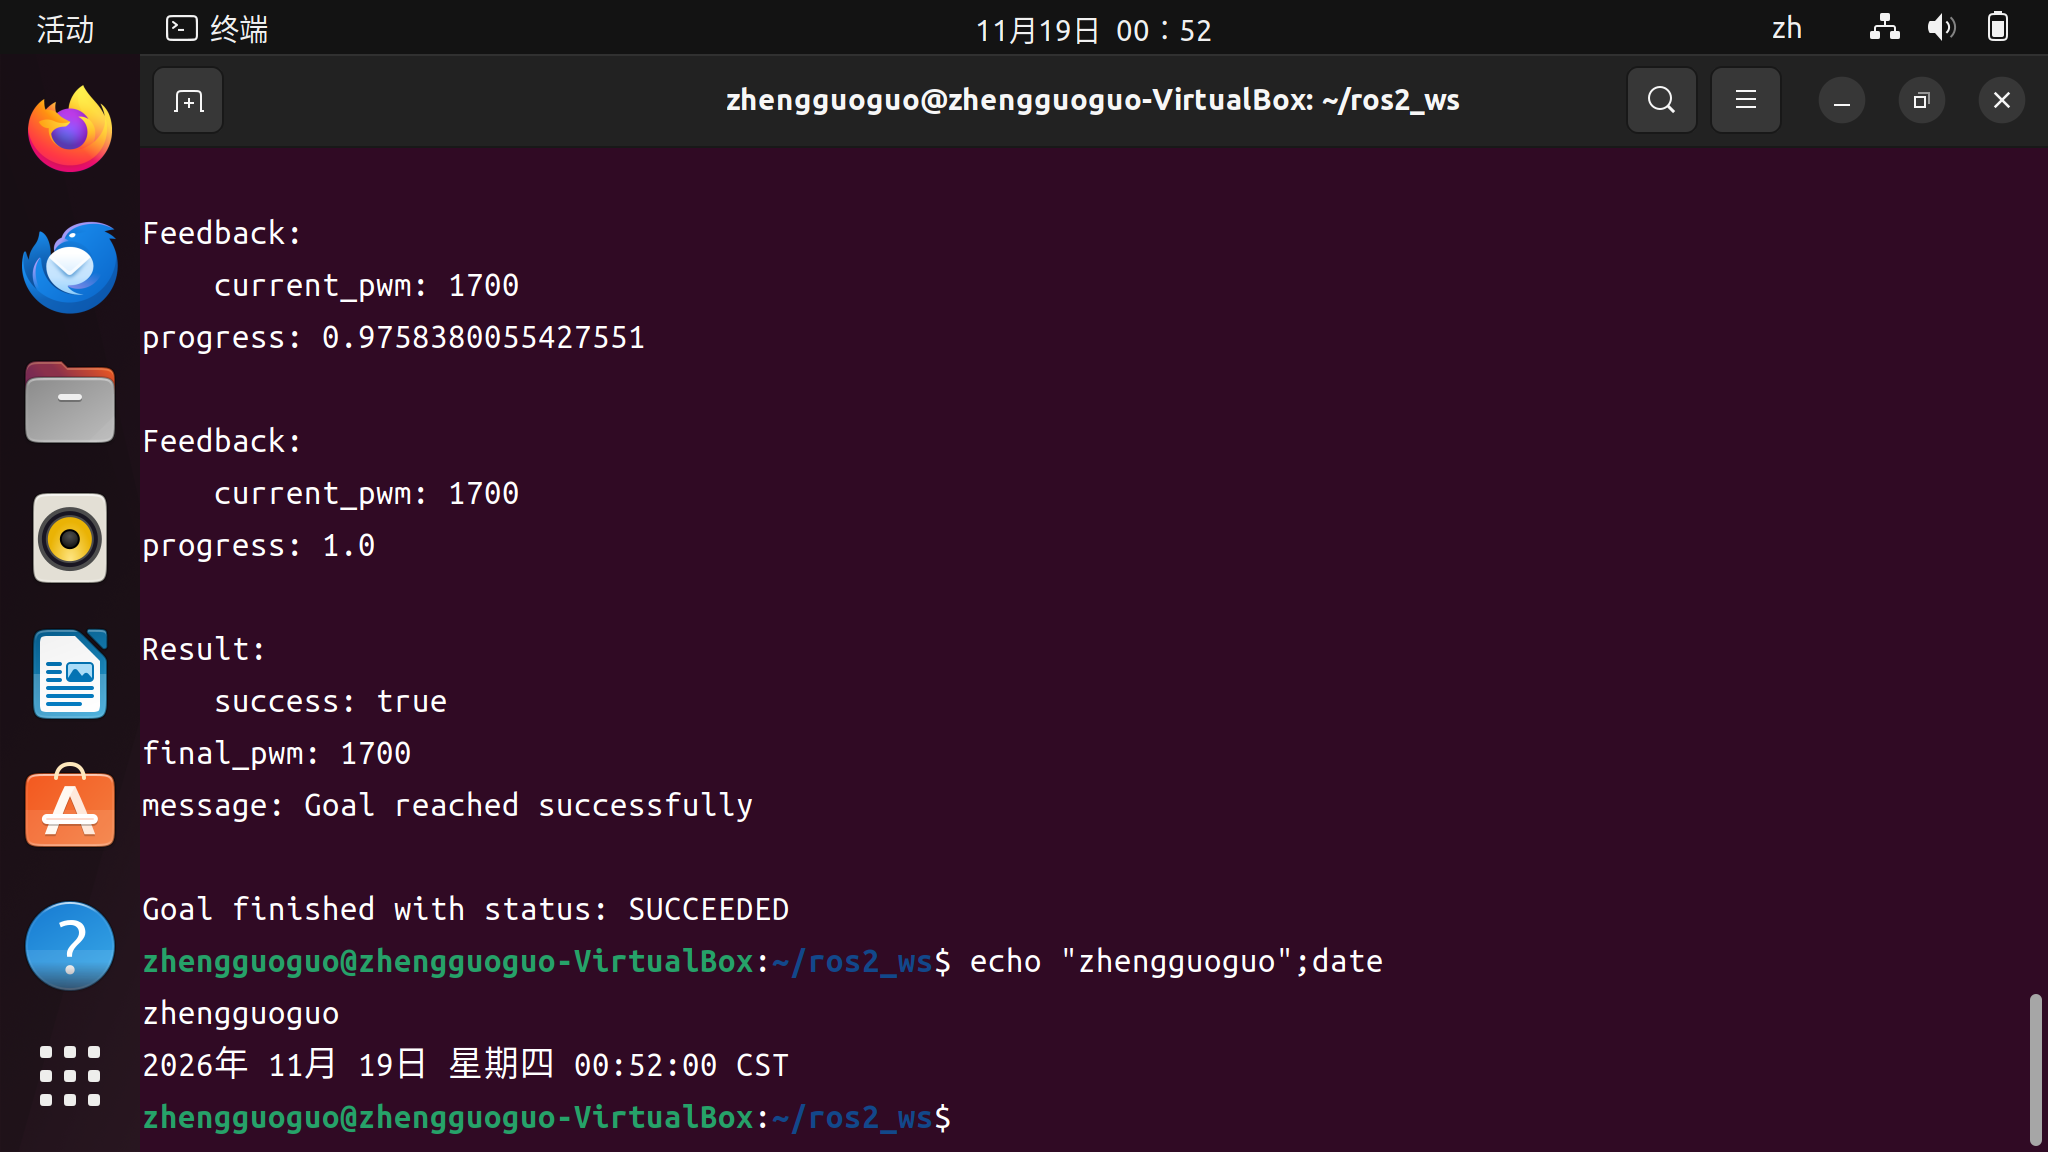 活动 终端 11月19日 00：52 zh
zhengguoguo@zhengguoguo-VirtualBox: ~/ros2_ws
Feedback:
    current_pwm: 1700
progress: 0.9758380055427551
Feedback:
    current_pwm: 1700
progress: 1.0
Result:
    success: true
final_pwm: 1700
message: Goal reached successfully
Goal finished with status: SUCCEEDED
zhengguoguo@zhengguoguo-VirtualBox:~/ros2_ws$ echo "zhengguoguo";date
zhengguoguo
2026年 11月 19日 星期四 00:52:00 CST
zhengguoguo@zhengguoguo-VirtualBox:~/ros2_ws$